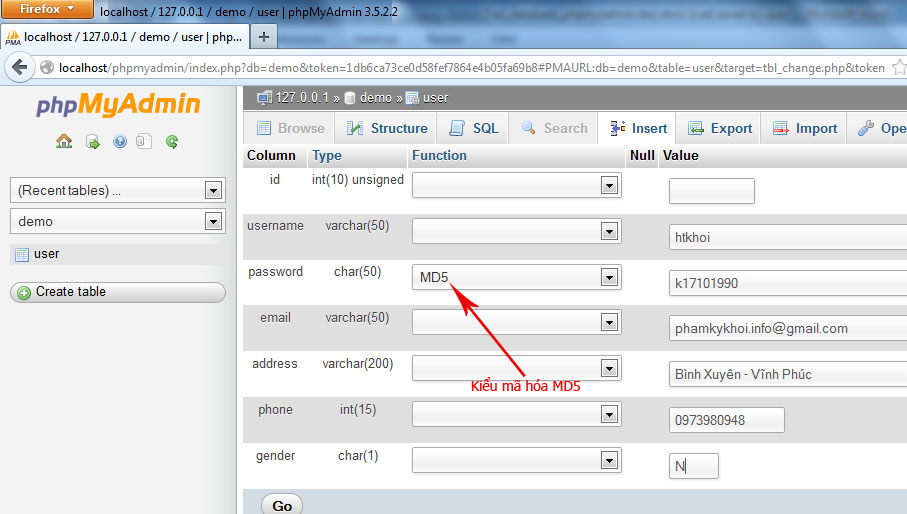 Firefox
localhost / 127.0.0.1 / demo / user | phpMyAdmin 3.5.2.2
PMA localhost / 127.0.0.1 / demo / user | php... +
localhost/phpmyadmin/index.php?db=demo&token=1db6ca73ce0d58fef7864e4b05fa69b8#PMAURL:db=demo&table=user&target=tbl_change.php&token
phpMyAdmin
(Recent tables) ...
demo
user
Create table
127.0.0.1 » demo » user
Browse Structure SQL Search Insert Export Import Ope
Column Type Function Null Value
id int(10) unsigned
username varchar(50) htkhoi
password char(50) MD5 k17101990
email varchar(50) phamkykhoi.info@gmail.com
address varchar(200) Bình Xuyên - Vĩnh Phúc
Kiểu mã hóa MD5
phone int(15) 0973980948
gender char(1) N
Go